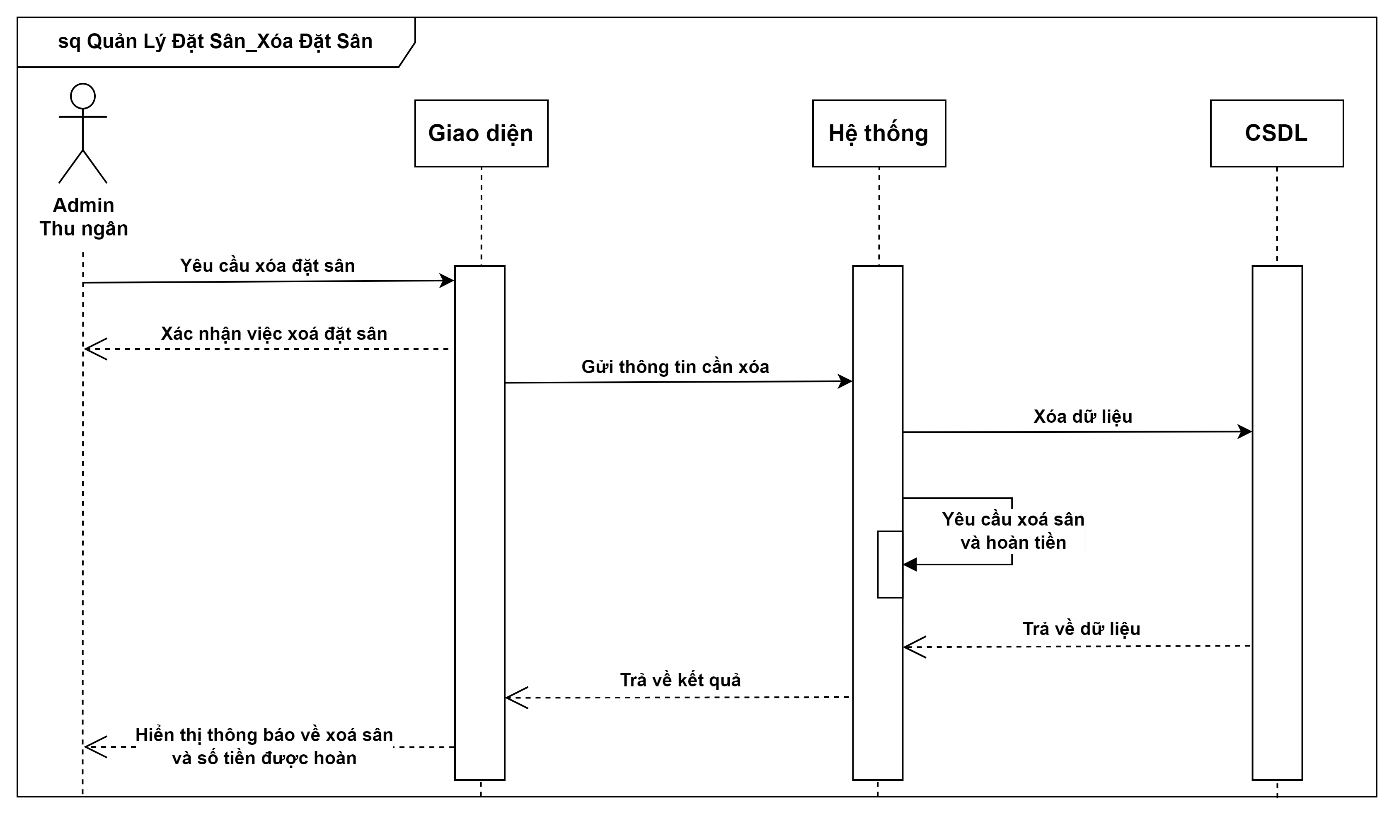 sq Quản Lý Đặt Sân_Xóa Đặt Sân
Giao diện
Hệ thống
CSDL
Admin
Thu ngân
Yêu cầu xóa đặt sân
Xác nhận việc xoá đặt sân
Gửi thông tin cần xóa
Xóa dữ liệu
Yêu cầu xoá sân
và hoàn tiền
Trả về dữ liệu
Trả về kết quả
Hiển thị thông báo về xoá sân
và số tiền được hoàn